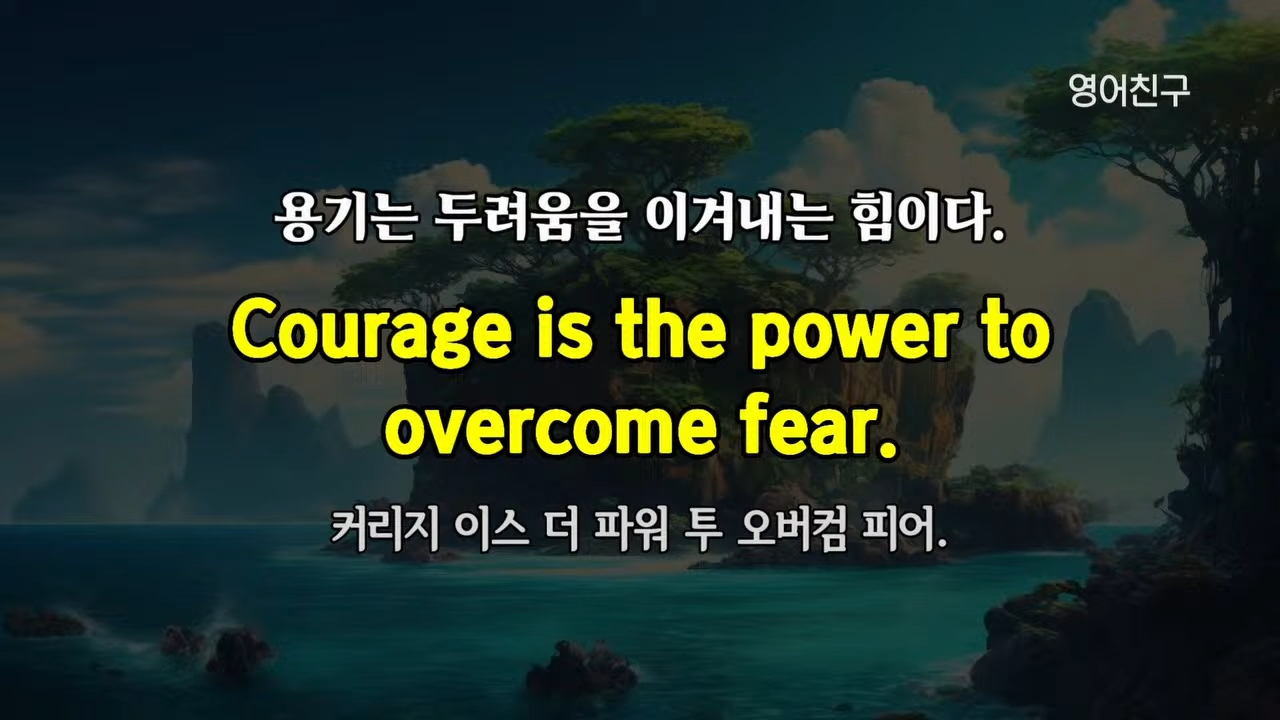 영어친구
용기는 두려움을 이겨내는 힘이다.
Courage is the power to
overcome fear.
커리지 이스 더 파워 투 오버컴 피어.